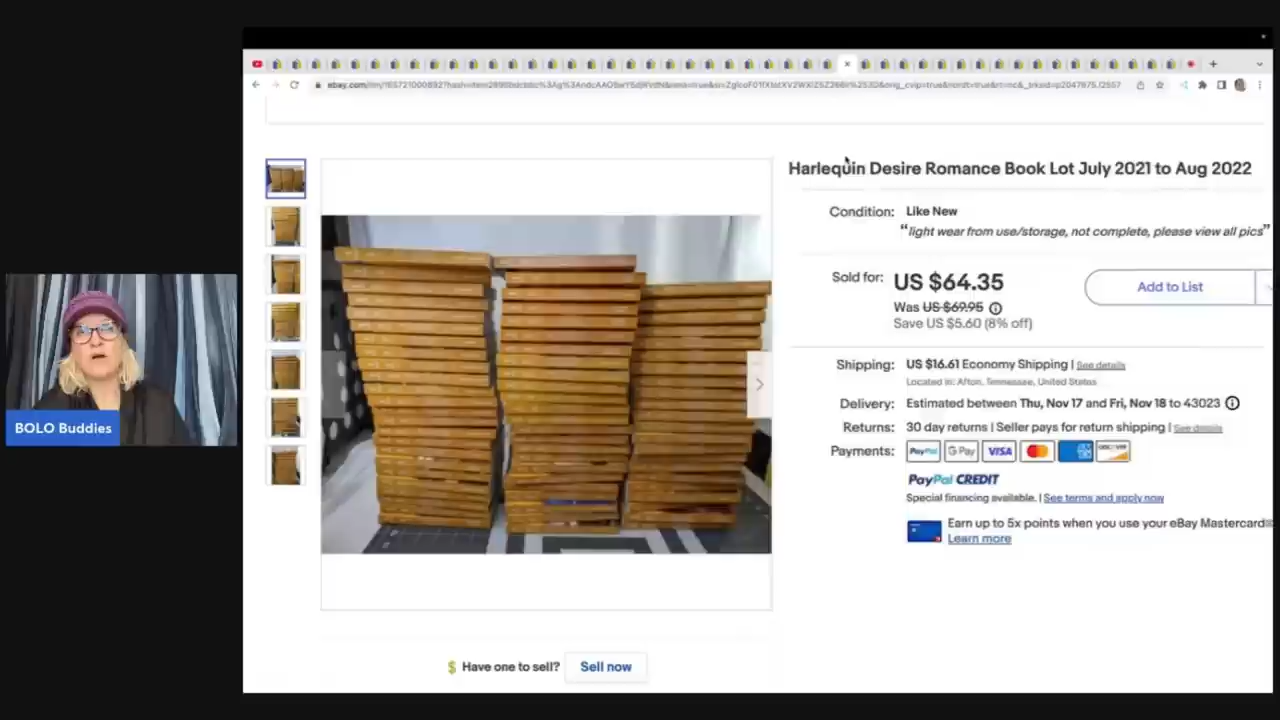 Harlequin Desire Romance Book Lot July 2021 to Aug 2022
Condition: Like New
“light wear from use/storage, not complete, please view all pics”
Sold for: US $64.35
Add to List
Was US $69.95
Save US $5.60 (8% off)
Shipping: US $16.61 Economy Shipping | See details
Located in: Afton, Tennessee, United States
Delivery: Estimated between Thu, Nov 17 and Fri, Nov 18 to 43023
Returns: 30 day returns | Seller pays for return shipping | See details
Payments: PayPal G Pay VISA
DISCOVER
PayPal CREDIT
Special financing available. | See terms and apply now
Earn up to 5x points when you use your eBay Mastercard®
Learn more
BOLO Buddies
$ Have one to sell? Sell now